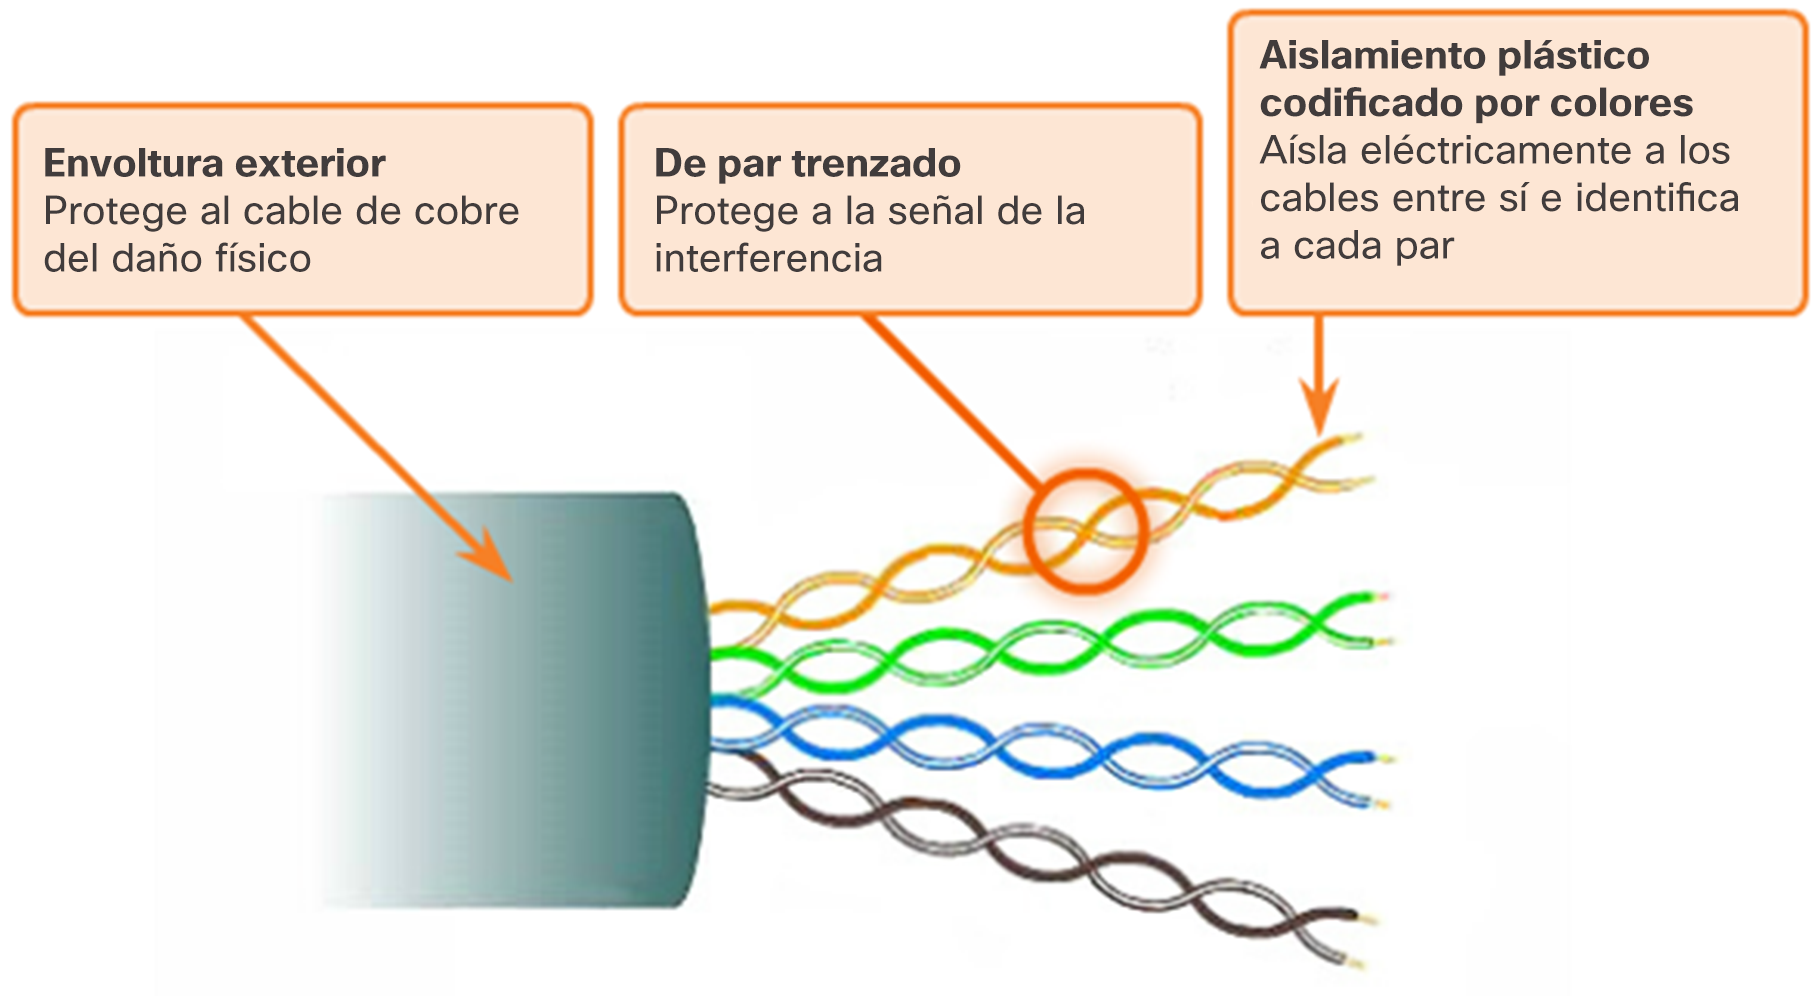 Envoltura exterior
Protege al cable de cobre
del daño físico
De par trenzado
Protege a la señal de la
interferencia
Aislamiento plástico
codificado por colores
Aísla eléctricamente a los
cables entre sí e identifica
a cada par